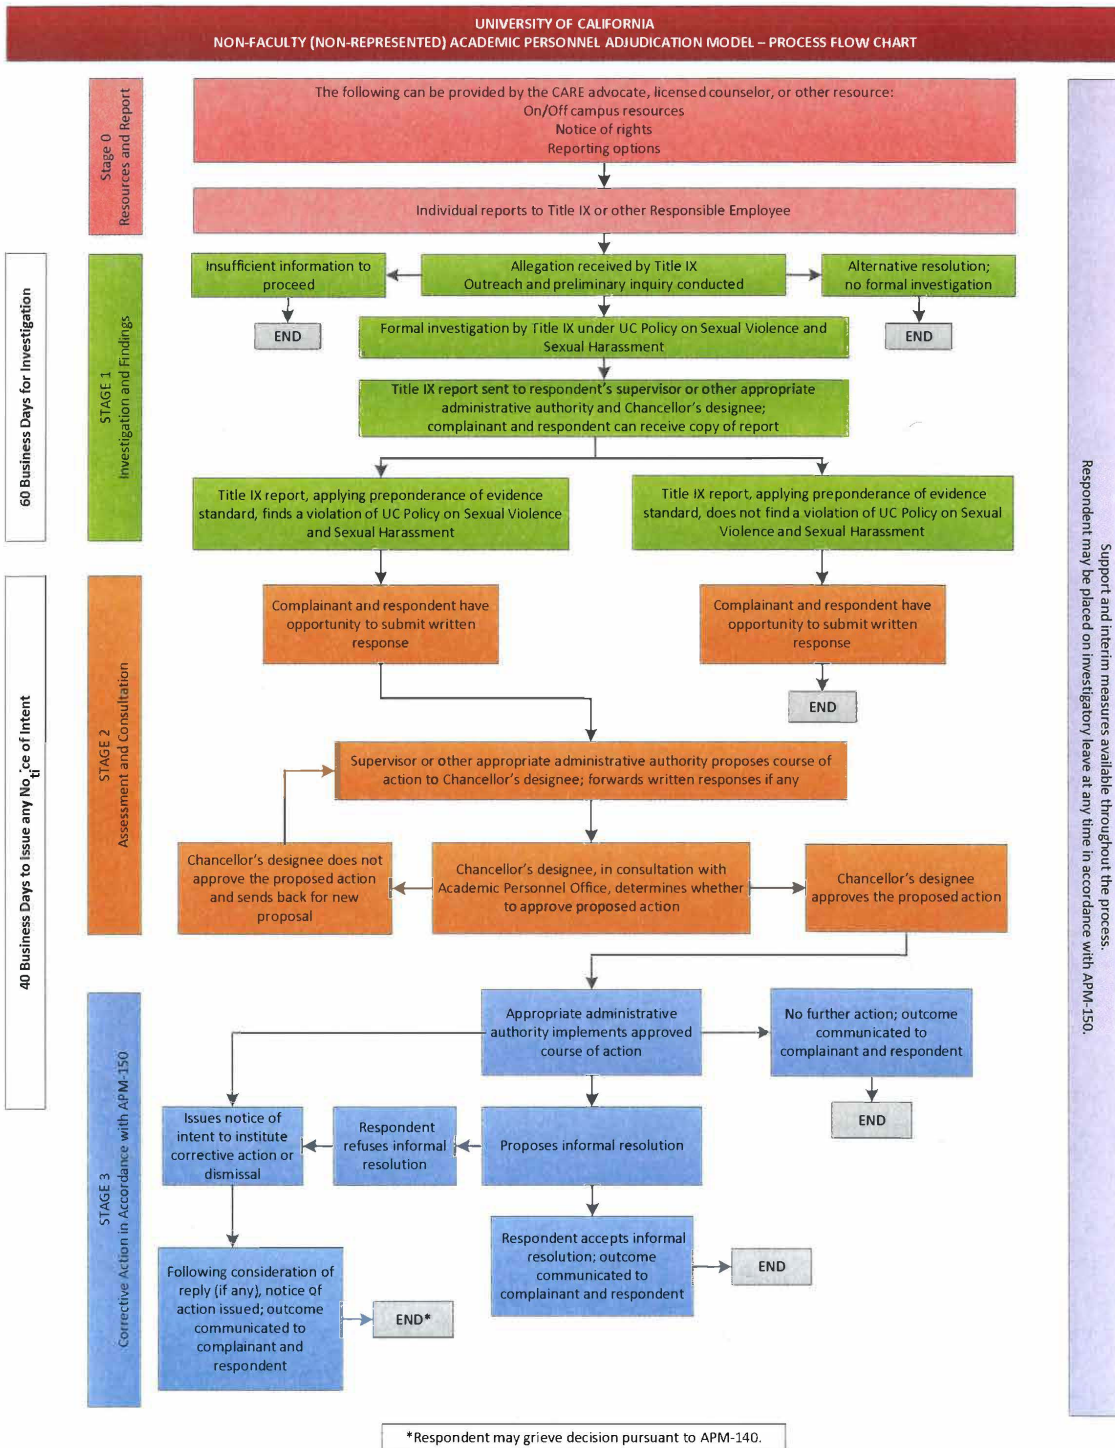 UNIVERSITY OF CALIFORNIA
NON-FACULTY (NON-REPRESENTED) ACADEMIC PERSONNEL ADJUDICATION MODEL – PROCESS FLOW CHART
Stage 0
Resources and Report
The following can be provided by the CARE advocate, licensed counselor, or other resource:
On/Off campus resources
Notice of rights
Reporting options
Individual reports to Title IX or other Responsible Employee
60 Business Days for Investigation
STAGE 1
Investigation and Findings
Insufficient information to
proceed
Allegation received by Title IX
Outreach and preliminary inquiry conducted
Alternative resolution;
no formal investigation
END
Formal investigation by Title IX under UC Policy on Sexual Violence and
Sexual Harassment
END
Title IX report sent to respondent's supervisor or other appropriate
administrative authority and Chancellor's designee;
complainant and respondent can receive copy of report
Title IX report, applying preponderance of evidence
standard, finds a violation of UC Policy on Sexual Violence
and Sexual Harassment
Title IX report, applying preponderance of evidence
standard, does not find a violation of UC Policy on Sexual
Violence and Sexual Harassment
40 Business Days to Issue any Notice of Intent
STAGE 2
Assessment and Consultation
Complainant and respondent have
opportunity to submit written
response
Complainant and respondent have
opportunity to submit written
response
END
Supervisor or other appropriate administrative authority proposes course of
action to Chancellor's designee; forwards written responses if any
Chancellor's designee does not
approve the proposed action
and sends back for new
proposal
Chancellor's designee, in consultation with
Academic Personnel Office, determines whether
to approve proposed action
Chancellor's designee
approves the proposed action
STAGE 3
Corrective Action in Accordance with APM-150
Appropriate administrative
authority implements approved
course of action
No further action; outcome
communicated to
complainant and respondent
END
Issues notice of
intent to institute
corrective action or
dismissal
Respondent
refuses informal
resolution
Proposes informal resolution
Respondent accepts informal
resolution; outcome
communicated to
complainant and respondent
END
Following consideration of
reply (if any), notice of
action issued; outcome
communicated to
complainant and
respondent
END*
Support and interim measures available throughout the process.
Respondent may be placed on investigatory leave at any time in accordance with APM-150.
*Respondent may grieve decision pursuant to APM-140.